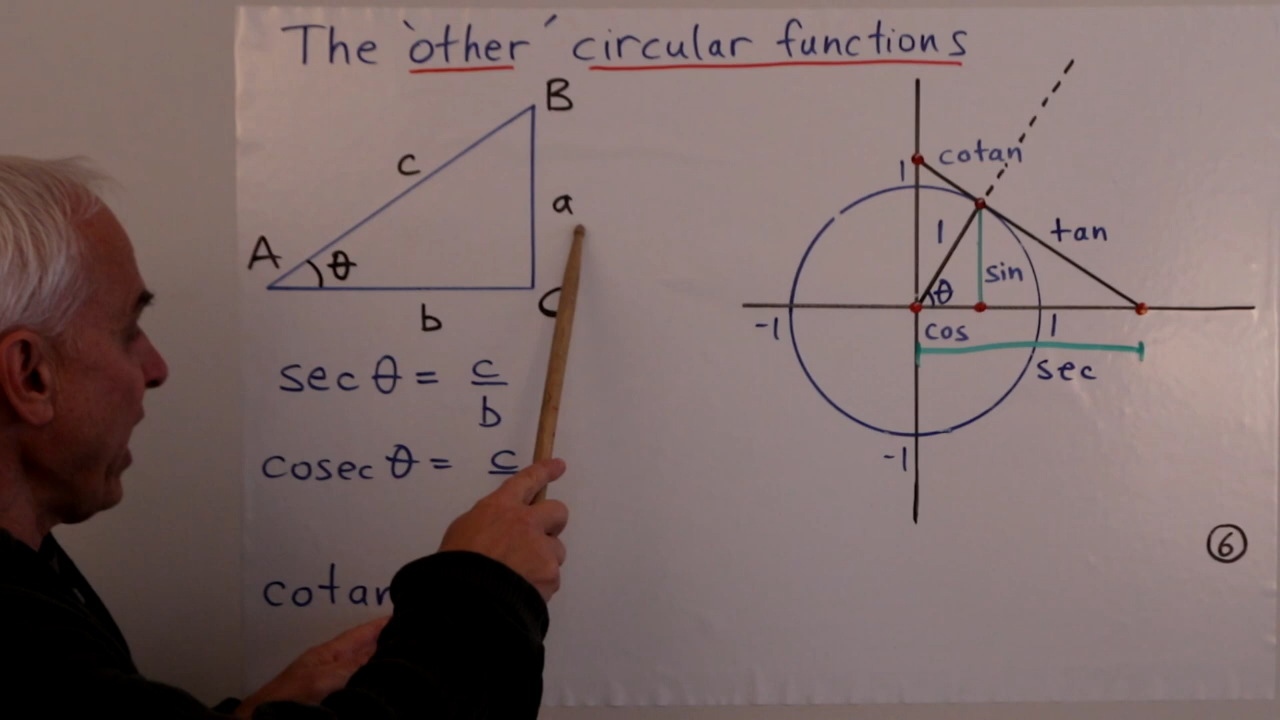 The 'other' circular functions
B
c
a
A
θ
C
b
sec θ = c/b
cosec θ = c
cotan
cotan
1
1
tan
sin
θ
-1
cos
1
sec
-1
6